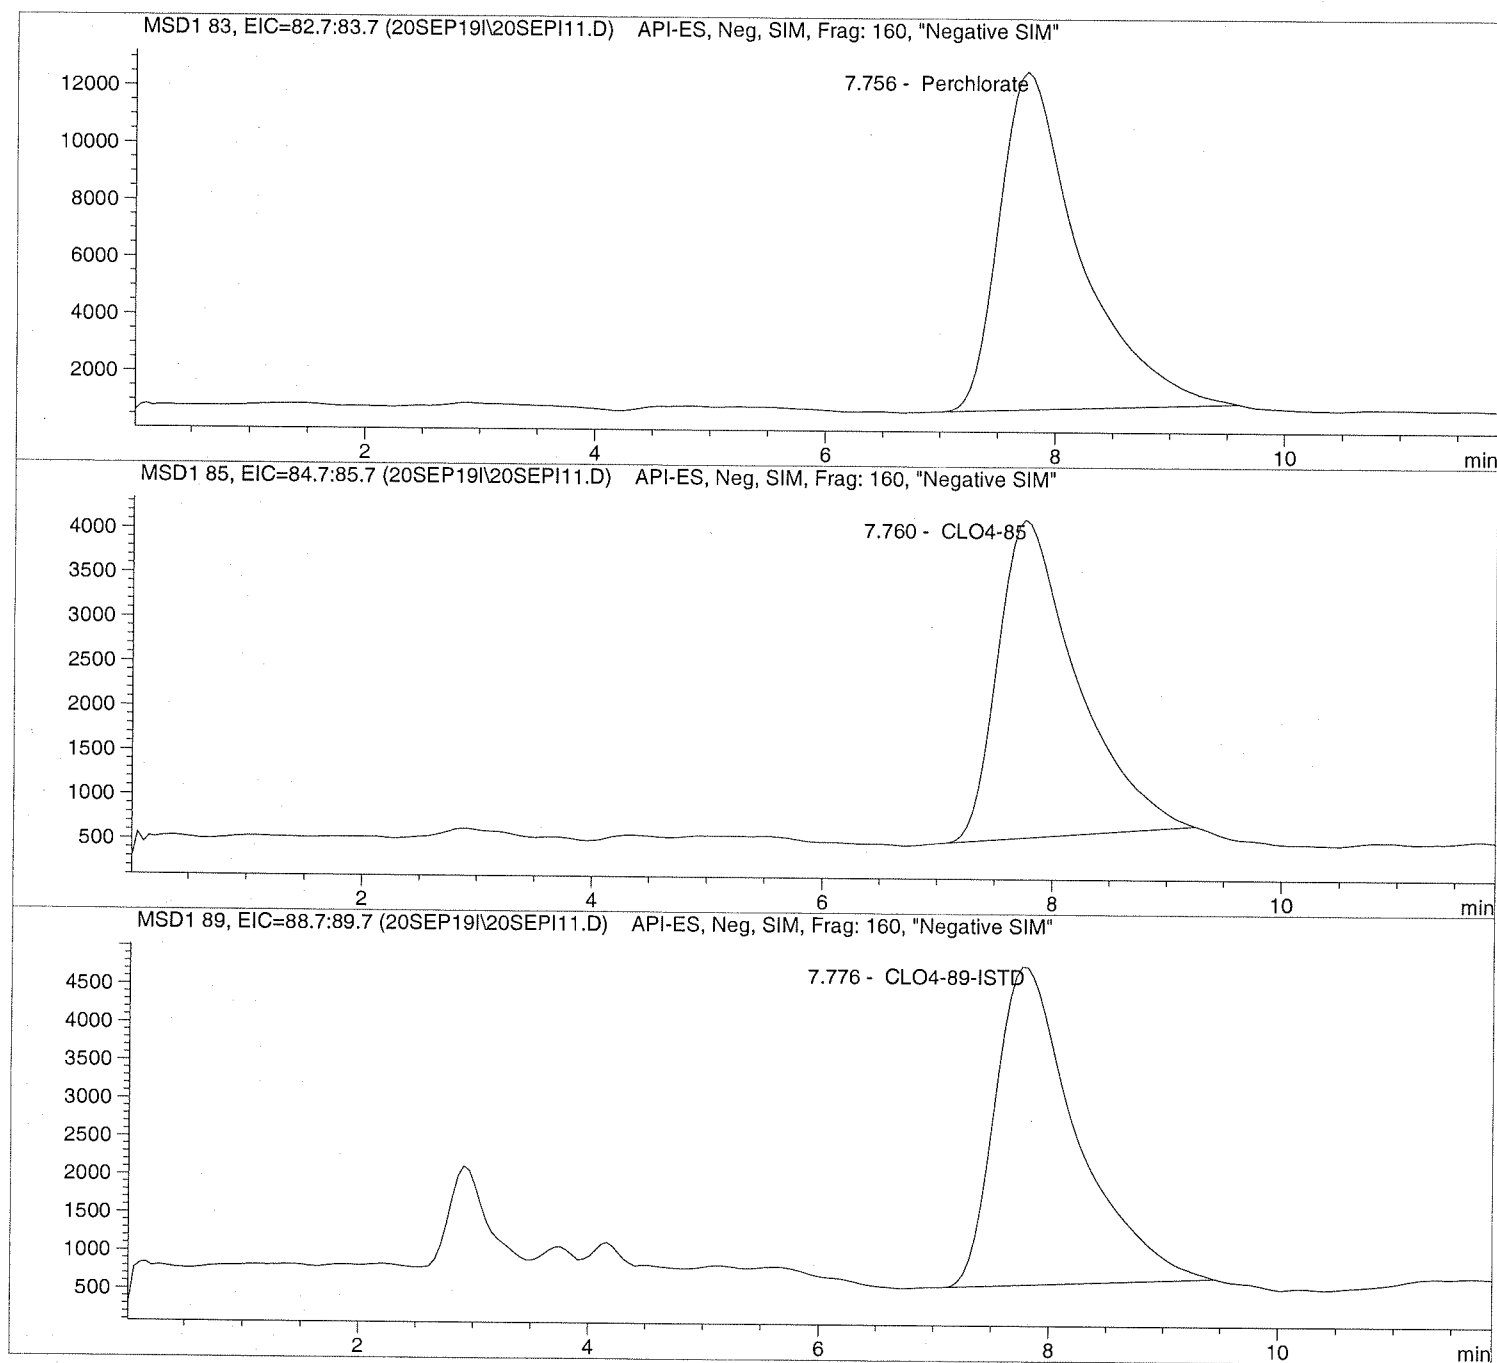 MSD1 83, EIC=82.7:83.7 (20SEP19I\20SEPI11.D) API-ES, Neg, SIM, Frag: 160, "Negative SIM"
7.756 - Perchlorate
12000
10000
8000
6000
4000
2000
2 4 6 8 10 min
MSD1 85, EIC=84.7:85.7 (20SEP19I\20SEPI11.D) API-ES, Neg, SIM, Frag: 160, "Negative SIM"
7.760 - CLO4-85
4000
3500
3000
2500
2000
1500
1000
500
2 4 6 8 10 min
MSD1 89, EIC=88.7:89.7 (20SEP19I\20SEPI11.D) API-ES, Neg, SIM, Frag: 160, "Negative SIM"
7.776 - CLO4-89-ISTD
4500
4000
3500
3000
2500
2000
1500
1000
500
2 4 6 8 10 min